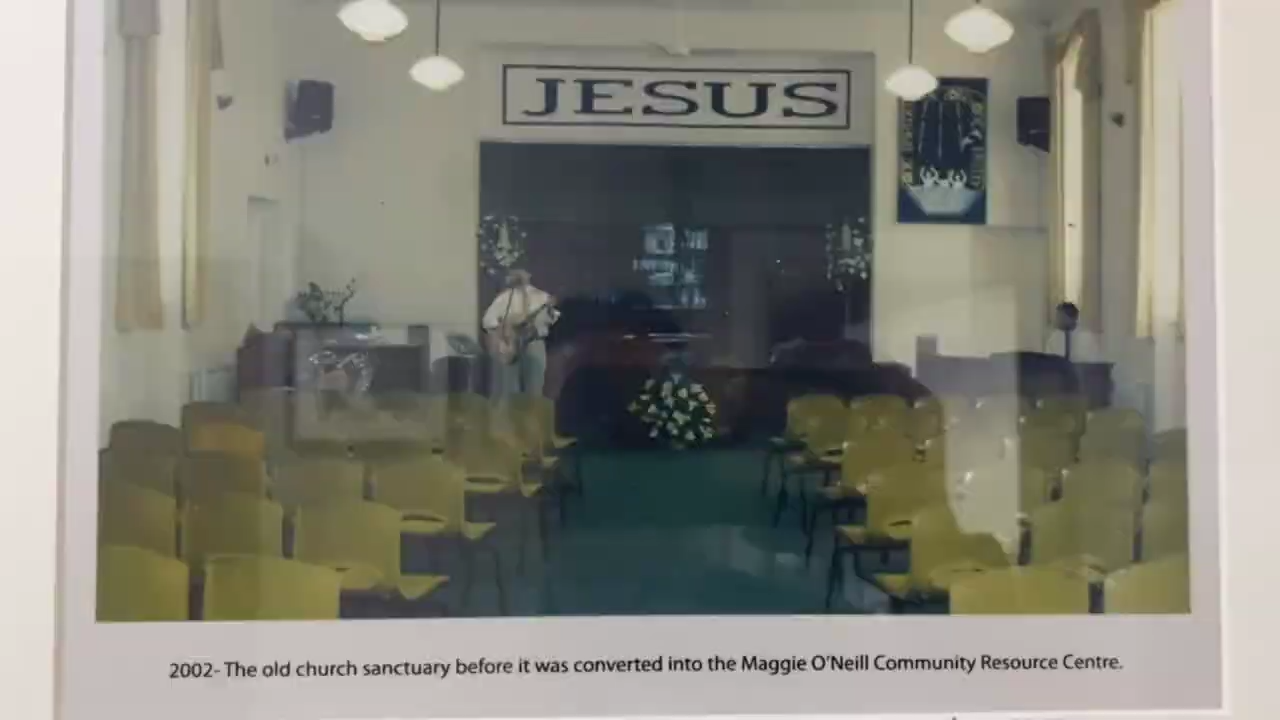 JESUS
2002- The old church sanctuary before it was converted into the Maggie O'Neill Community Resource Centre.